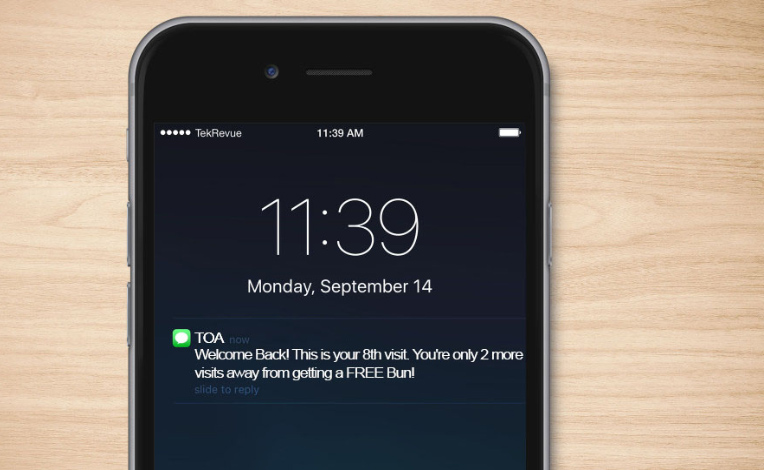 TekRevue 11:39 AM
11:39
Monday, September 14
TOA now
Welcome Back! This is your 8th visit. You're only 2 more
visits away from getting a FREE Bun!
slide to reply